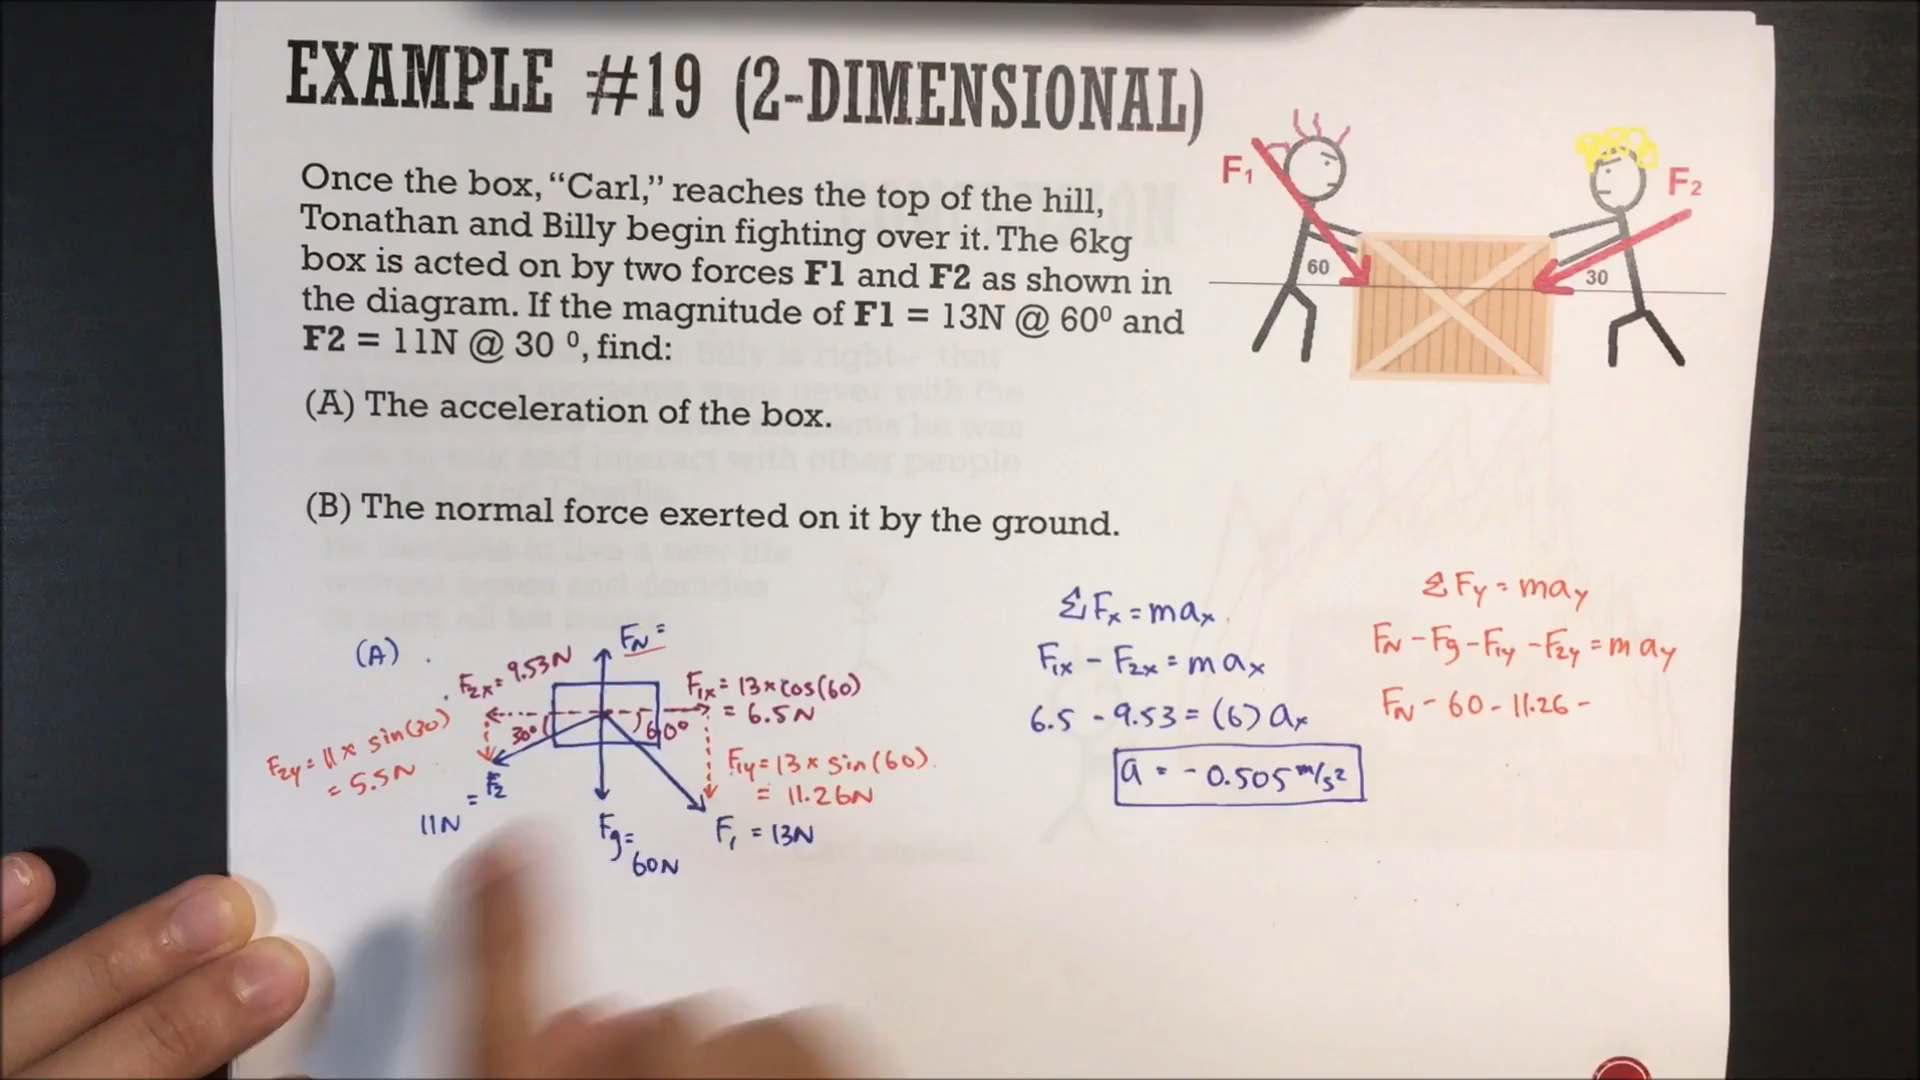 EXAMPLE #19 (2-DIMENSIONAL)
Once the box, “Carl,” reaches the top of the hill,
Tonathan and Billy begin fighting over it. The 6kg
box is acted on by two forces F1 and F2 as shown in
the diagram. If the magnitude of F1 = 13N @ 60⁰ and
F2 = 11N @ 30 ⁰, find:
(A) The acceleration of the box.
(B) The normal force exerted on it by the ground.
F₁
F₂
60
30
(A)
F₂ₓ = 9.53N
F_N =
F₁ₓ = 13×cos(60)
= 6.5N
30°
60°
F₂y = 11× sin(30)
= 5.5N
F₁y = 13× sin(60)
= 11.26N
F₂
=
11N
Fg =
60N
F₁ = 13N
ΣFₓ = maₓ
F₁ₓ - F₂ₓ = maₓ
6.5 - 9.53 = (6) aₓ
a = - 0.505 m/s²
ΣFy = may
F_N - Fg - F₁y - F₂y = may
F_N - 60 - 11.26 -